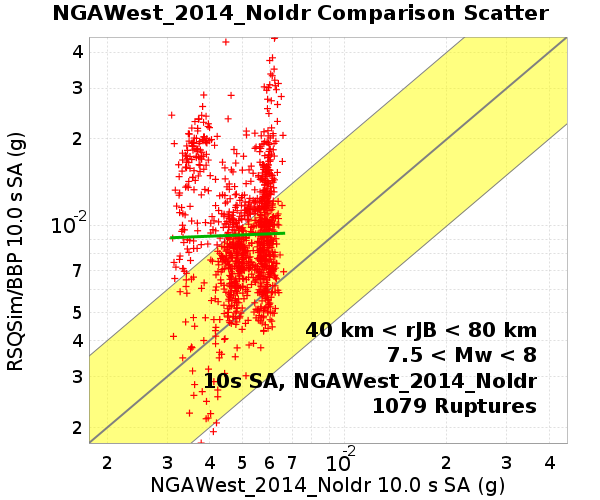 NGAWest_2014_NoIdr Comparison Scatter
RSQSim/BBP 10.0 s SA (g)
4
3
2
10-2
7
5
4
3
2
40 km < rJB < 80 km
7.5 < Mw < 8
10s SA, NGAWest_2014_NoIdr
1079 Ruptures
2 3 4 5 6 7 10-2 2 3 4
NGAWest_2014_NoIdr 10.0 s SA (g)